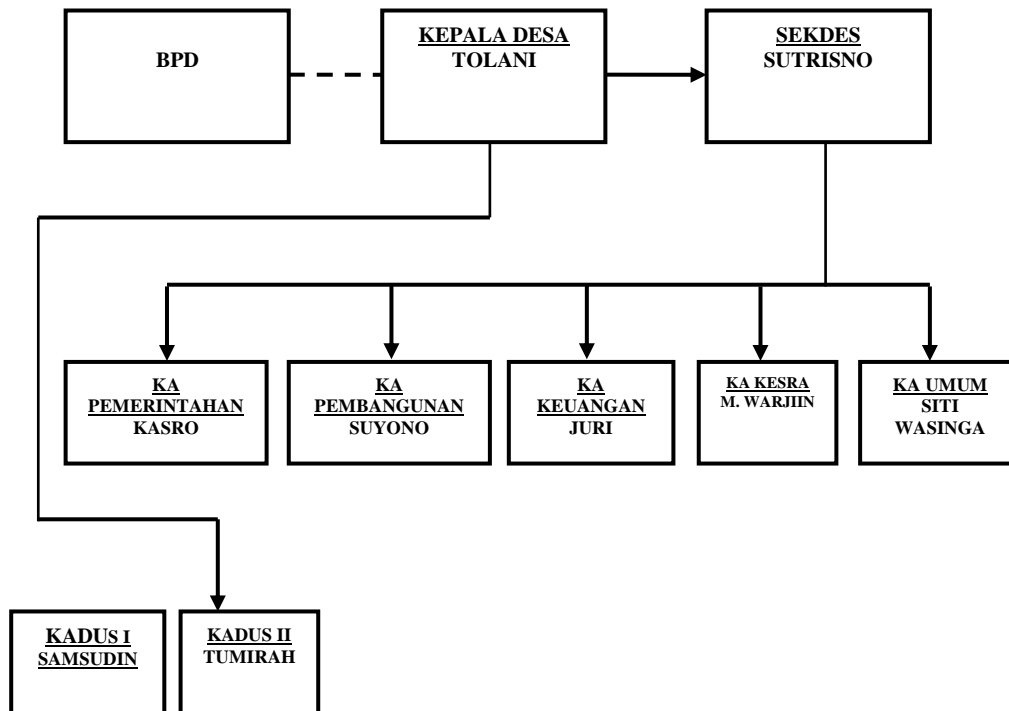 BPD
KEPALA DESA
TOLANI
SEKDES
SUTRISNO
KA
PEMERINTAHAN
KASRO
KA
PEMBANGUNAN
SUYONO
KA
KEUANGAN
JURI
KA KESRA
M. WARJIIN
KA UMUM
SITI
WASINGA
KADUS I
SAMSUDIN
KADUS II
TUMIRAH